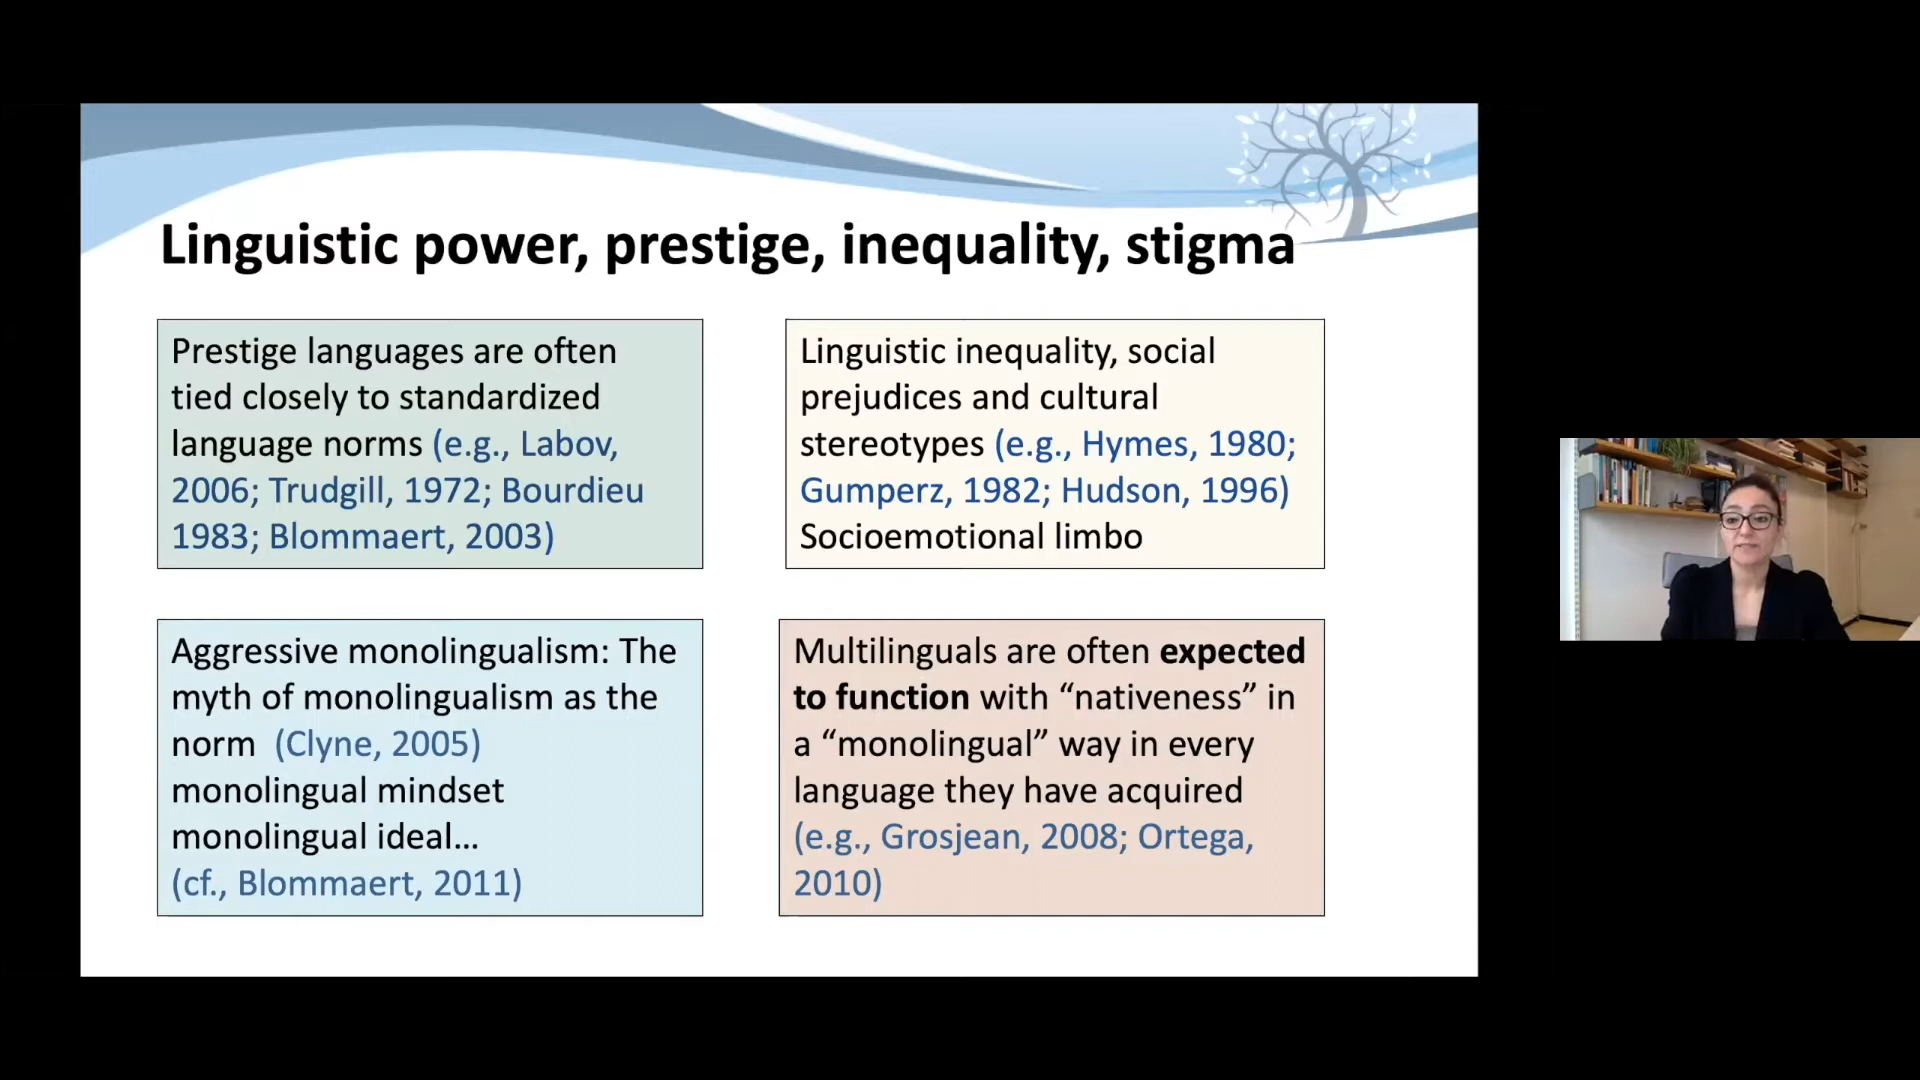 Linguistic power, prestige, inequality, stigma
Prestige languages are often
tied closely to standardized
language norms (e.g., Labov,
2006; Trudgill, 1972; Bourdieu
1983; Blommaert, 2003)
Linguistic inequality, social
prejudices and cultural
stereotypes (e.g., Hymes, 1980;
Gumperz, 1982; Hudson, 1996)
Socioemotional limbo
Aggressive monolingualism: The
myth of monolingualism as the
norm (Clyne, 2005)
monolingual mindset
monolingual ideal…
(cf., Blommaert, 2011)
Multilinguals are often expected
to function with “nativeness” in
a “monolingual” way in every
language they have acquired
(e.g., Grosjean, 2008; Ortega,
2010)